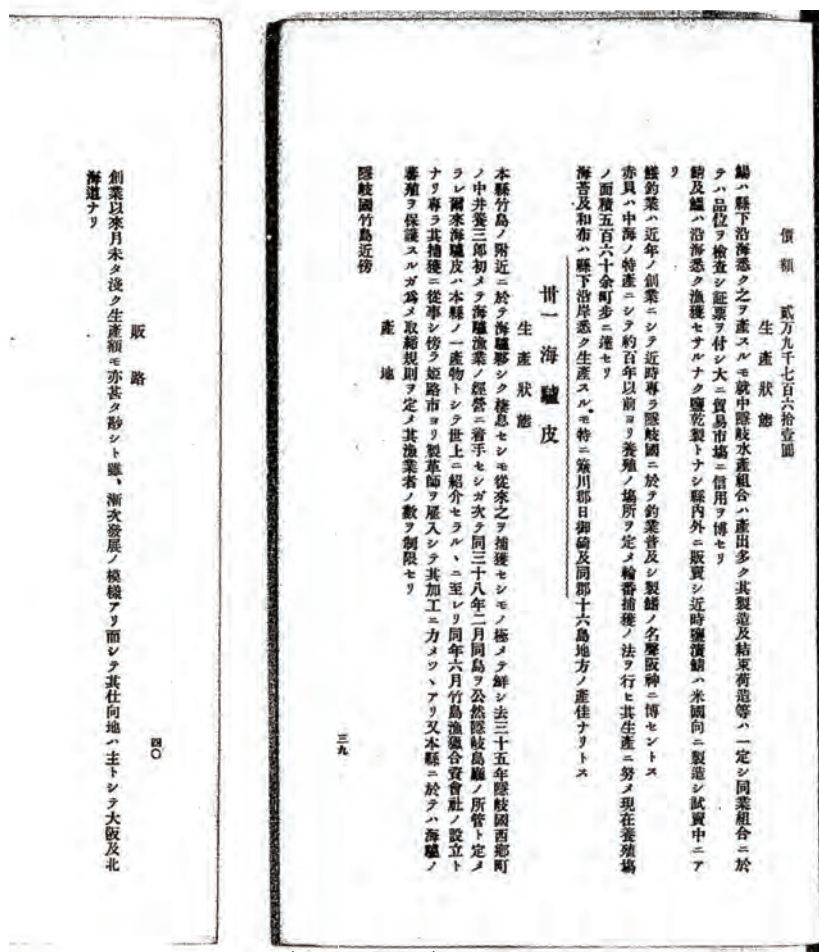 價額　貳万九千七百六拾壹圓
生產狀態
鯣ハ縣下沿海悉ク之ヲ產スルモ就中隱岐水產組合ハ產出多ク其製造及結束荷造等ハ一定シ同業組合ニ於
テハ品位ヲ檢査シ証票ヲ付シ大ニ貿易市塲ニ信用ヲ博セリ
鯖及鰮ハ沿海悉ク漁獲セサルナク鹽乾製トナシ縣內外ニ販賣シ近時鹽漬鯖ハ米國向ニ製造シ試賣中ニア
リ
鱶釣業ハ近年ノ創業ニシテ近時專ラ隱岐國ニ於テ釣業普及シ製鱶ノ名聲阪神ニ博セントス
赤貝ハ中海ノ特產ニシテ約百年以前ヨリ養殖ノ塲所ヲ定メ輪番捕獲ノ法ヲ行セ其生產ニ努メ現在養殖塲
ノ面積五百六十余町步ニ達セリ
海苔及和布ハ縣下沿岸悉ク生產スルモ特ニ簸川郡日御碕及同郡十六島地方ノ產佳ナリトス
卅一　海驢皮
生產狀態
本縣竹島ノ附近ニ於テ海驢夥シク棲息セシモ從來之ヲ捕獲セシモノ極メテ鮮シ去三十五年隱岐國西鄕町
ノ中井養三郎初メテ海驢漁業ノ經營ニ着手セシガ次テ同三十八年二月同島ヲ公然隱岐島廳ノ所管ト定メ
ラレ爾來海驢皮ハ本縣ノ一產物トシテ世上ニ紹介セラルヽニ至レリ同年六月竹島漁獵合資會社ノ設立ト
ナリ專ラ其捕獲ニ從事シ傍ラ姬路市ヨリ製革師ヲ雇入シテ其加工ニ力メツヽアリ又本縣ニ於テハ海驢ノ
蕃殖ヲ保護スルガ爲メ取締規則ヲ定メ其漁業者ノ數ヲ制限セリ
產地
隱岐國竹島近傍
三九
販路
創業以來月未タ淺ク生產額モ亦甚タ尠シト雖、漸次發展ノ模樣アリ而シテ其仕向地ハ主トシテ大阪及北
海道ナリ
四〇